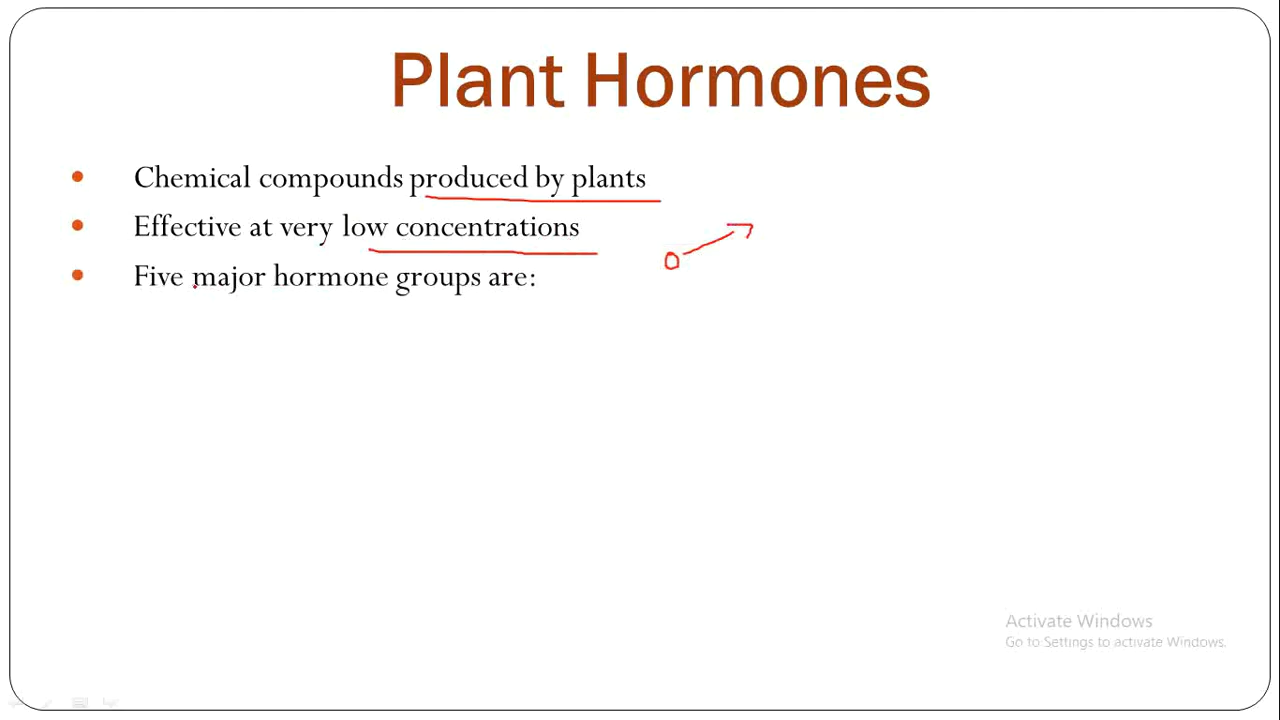 Plant Hormones
• Chemical compounds produced by plants
• Effective at very low concentrations
• Five major hormone groups are:
Activate Windows
Go to Settings to activate Windows.